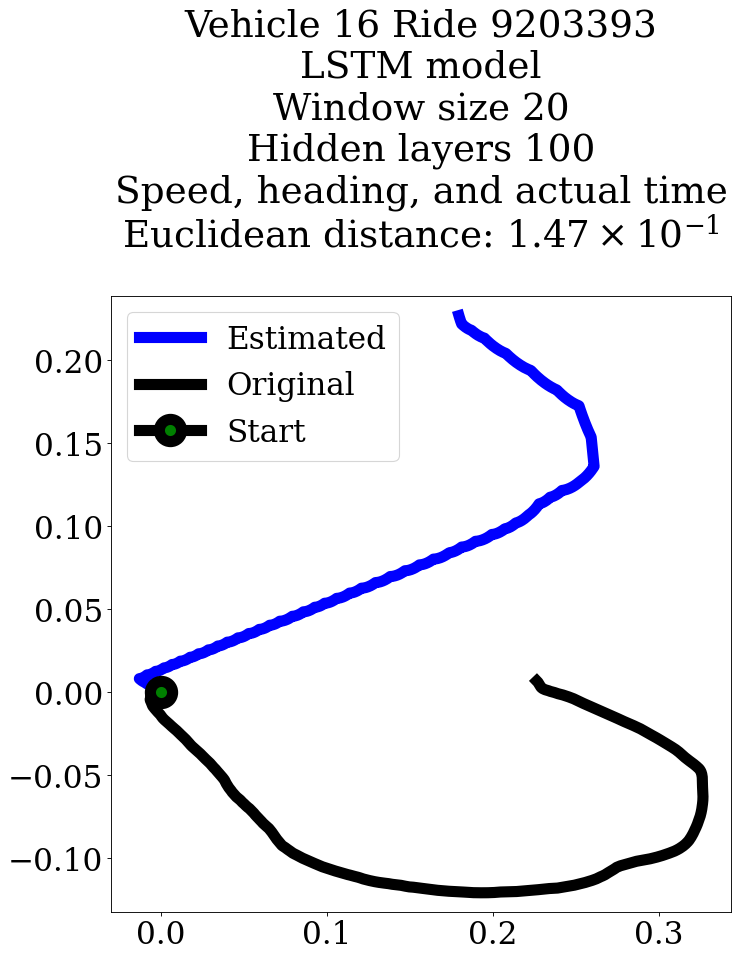 Vehicle 16 Ride 9203393
LSTM model
Window size 20
Hidden layers 100
Speed, heading, and actual time
Euclidean distance: 1.47 × 10⁻¹
Estimated
Original
Start
0.20
0.15
0.10
0.05
0.00
−0.05
−0.10
0.0 0.1 0.2 0.3